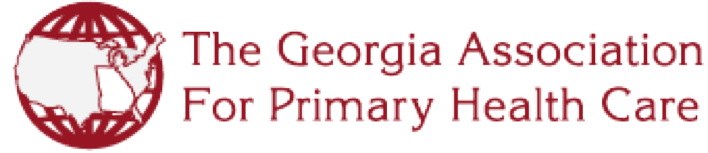 The Georgia Association
For Primary Health Care